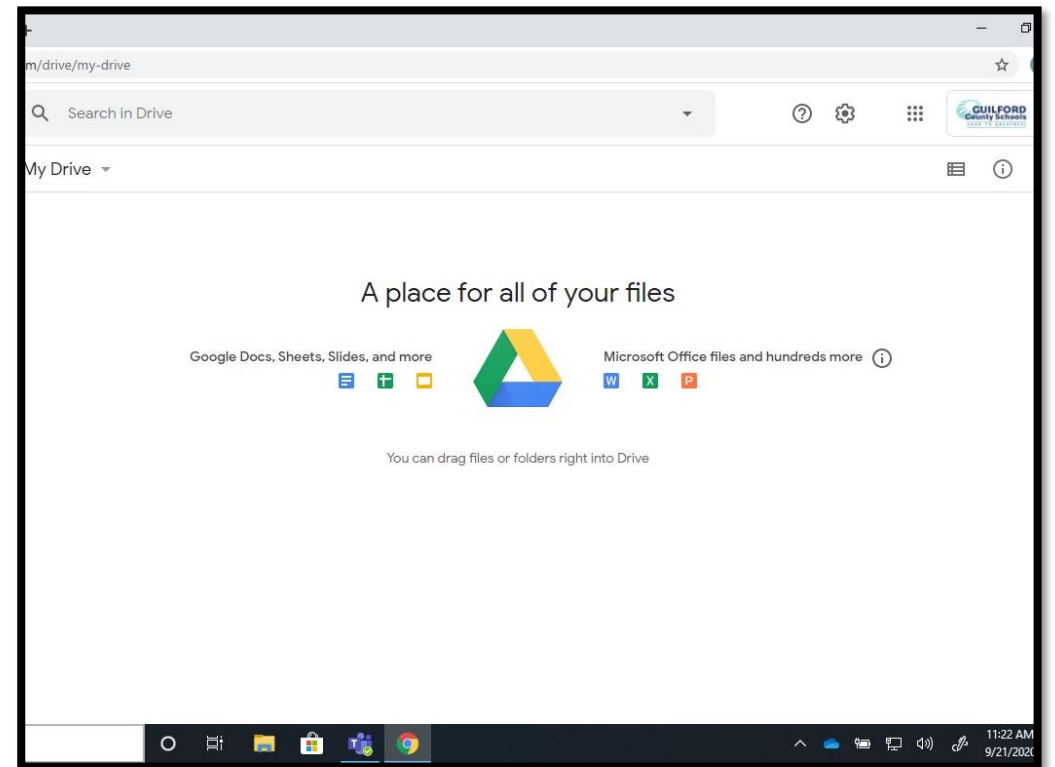 m/drive/my-drive
Search in Drive
GUILFORD
County Schools
My Drive
A place for all of your files
Google Docs, Sheets, Slides, and more
Microsoft Office files and hundreds more
W X P
You can drag files or folders right into Drive
11:22 AM
9/21/202